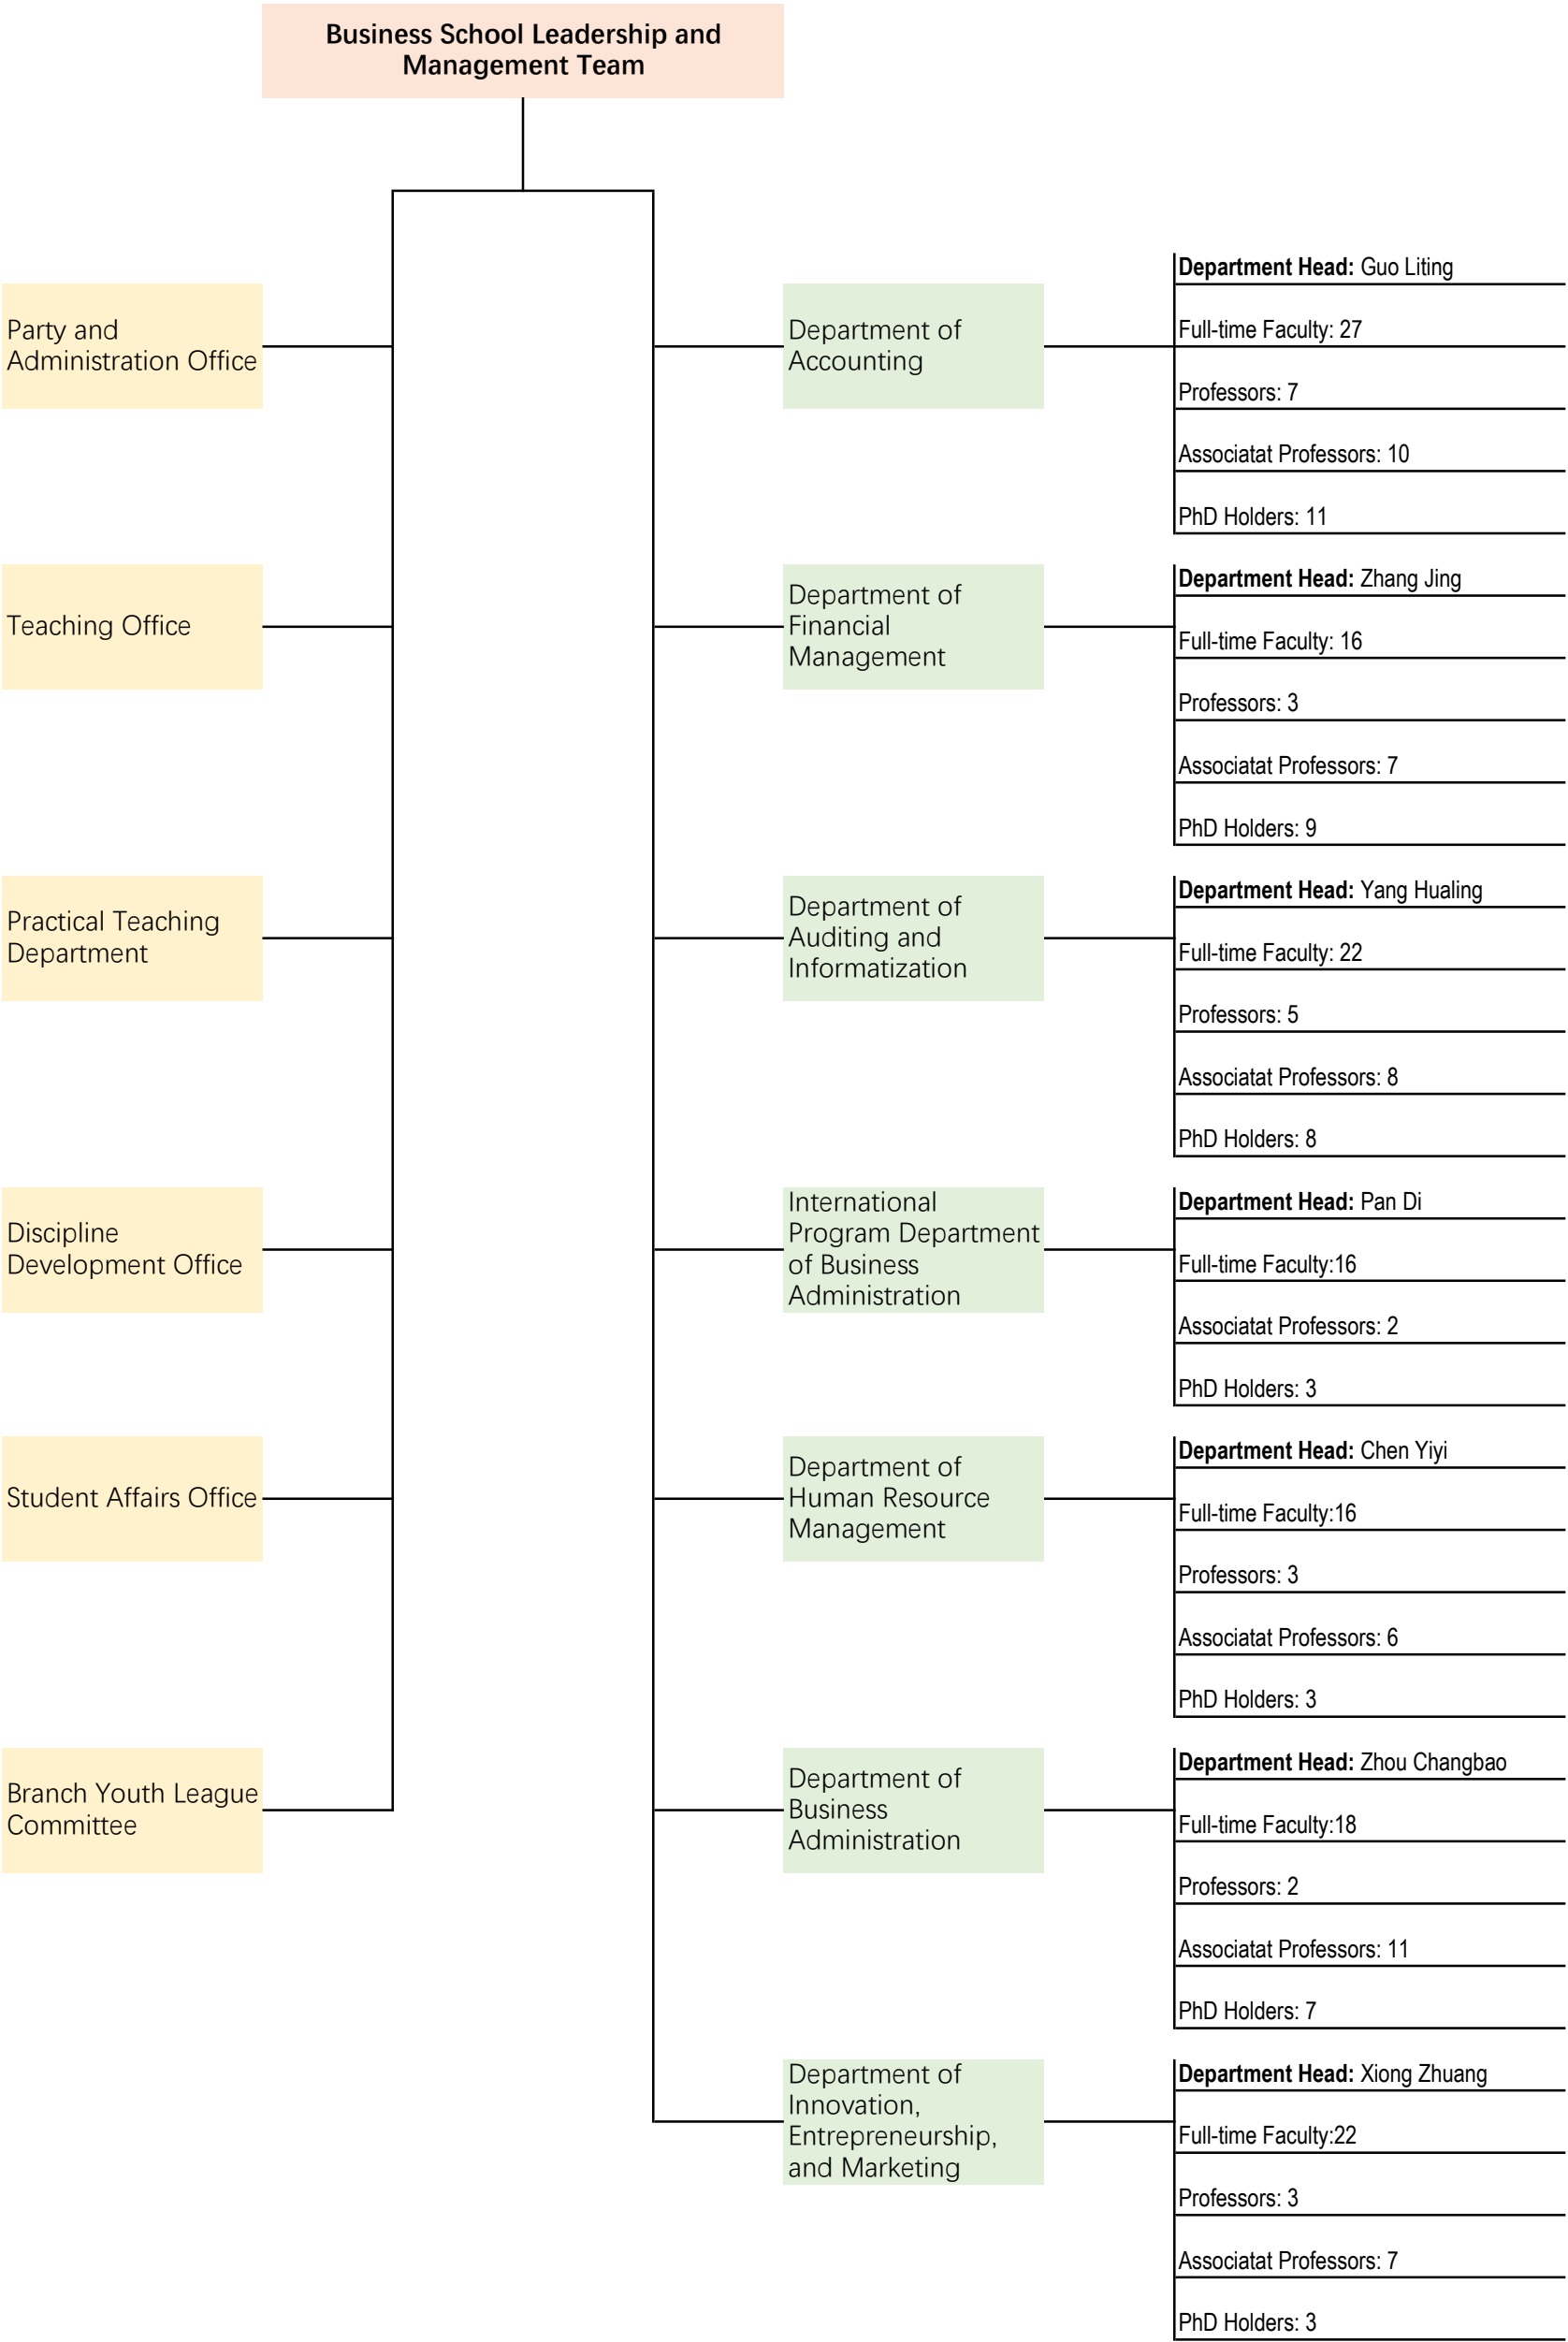 Business School Leadership and
Management Team
Party and
Administration Office
Teaching Office
Practical Teaching
Department
Discipline
Development Office
Student Affairs Office
Branch Youth League
Committee
Department of
Accounting
Department Head: Guo Liting
Full-time Faculty: 27
Professors: 7
Associatat Professors: 10
PhD Holders: 11
Department of
Financial
Management
Department Head: Zhang Jing
Full-time Faculty: 16
Professors: 3
Associatat Professors: 7
PhD Holders: 9
Department of
Auditing and
Informatization
Department Head: Yang Hualing
Full-time Faculty: 22
Professors: 5
Associatat Professors: 8
PhD Holders: 8
International
Program Department
of Business
Administration
Department Head: Pan Di
Full-time Faculty:16
Associatat Professors: 2
PhD Holders: 3
Department of
Human Resource
Management
Department Head: Chen Yiyi
Full-time Faculty:16
Professors: 3
Associatat Professors: 6
PhD Holders: 3
Department of
Business
Administration
Department Head: Zhou Changbao
Full-time Faculty:18
Professors: 2
Associatat Professors: 11
PhD Holders: 7
Department of
Innovation,
Entrepreneurship,
and Marketing
Department Head: Xiong Zhuang
Full-time Faculty:22
Professors: 3
Associatat Professors: 7
PhD Holders: 3